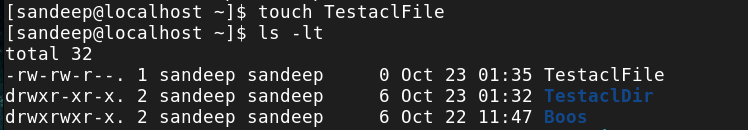 [sandeep@localhost ~]$ touch TestaclFile
[sandeep@localhost ~]$ ls -lt
total 32
-rw-rw-r--. 1 sandeep sandeep     0 Oct 23 01:35 TestaclFile
drwxr-xr-x. 2 sandeep sandeep     6 Oct 23 01:32 TestaclDir
drwxrwxr-x. 2 sandeep sandeep     6 Oct 22 11:47 Boos